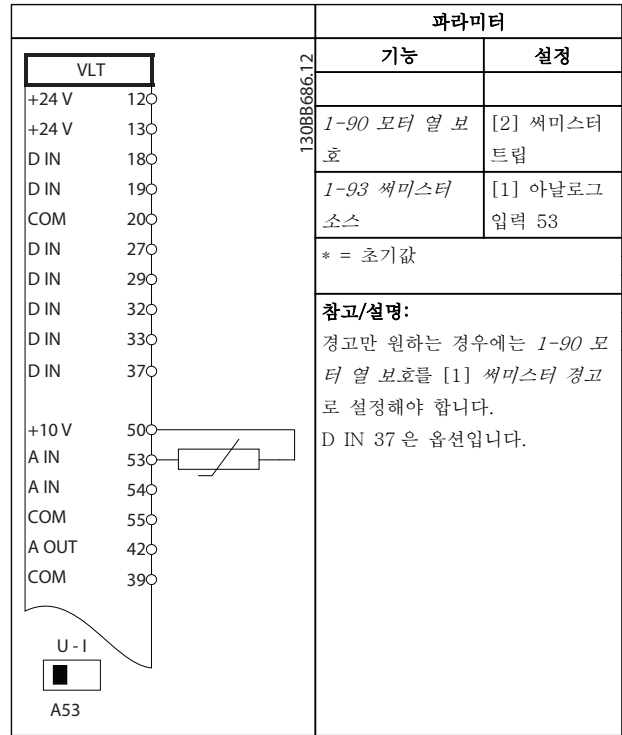 VLT
+24 V 12
+24 V 13
D IN 18
D IN 19
COM 20
D IN 27
D IN 29
D IN 32
D IN 33
D IN 37
+10 V 50
A IN 53
A IN 54
COM 55
A OUT 42
COM 39
U - I
A53
130BB686.12
파라미터
기능 설정
1-90 모터 열 보 [2] 써미스터
호 트립
1-93 써미스터 [1] 아날로그
소스 입력 53
* = 초기값
참고/설명:
경고만 원하는 경우에는 1-90 모
터 열 보호를 [1] 써미스터 경고
로 설정해야 합니다.
D IN 37 은 옵션입니다.